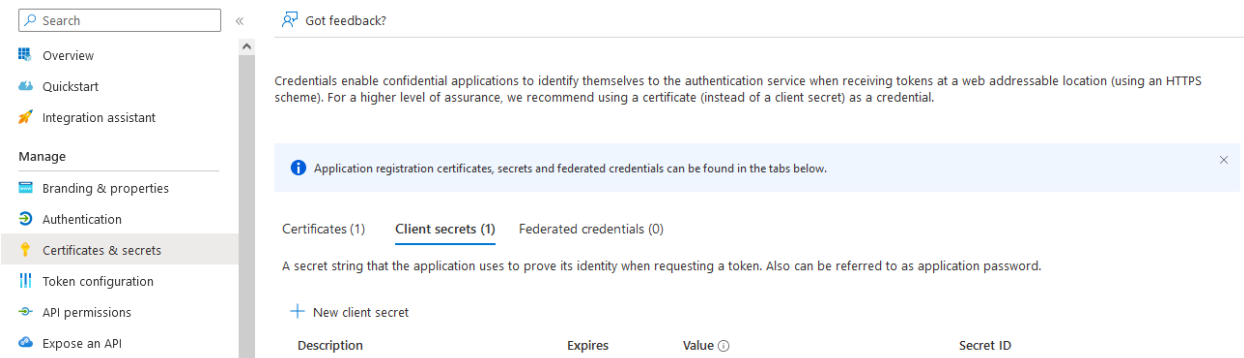 Search
«
Overview
Quickstart
Integration assistant
Manage
Branding & properties
Authentication
Certificates & secrets
Token configuration
API permissions
Expose an API
Got feedback?
Credentials enable confidential applications to identify themselves to the authentication service when receiving tokens at a web addressable location (using an HTTPS
scheme). For a higher level of assurance, we recommend using a certificate (instead of a client secret) as a credential.
Application registration certificates, secrets and federated credentials can be found in the tabs below.
Certificates (1) Client secrets (1) Federated credentials (0)
A secret string that the application uses to prove its identity when requesting a token. Also can be referred to as application password.
New client secret
Description Expires Value Secret ID